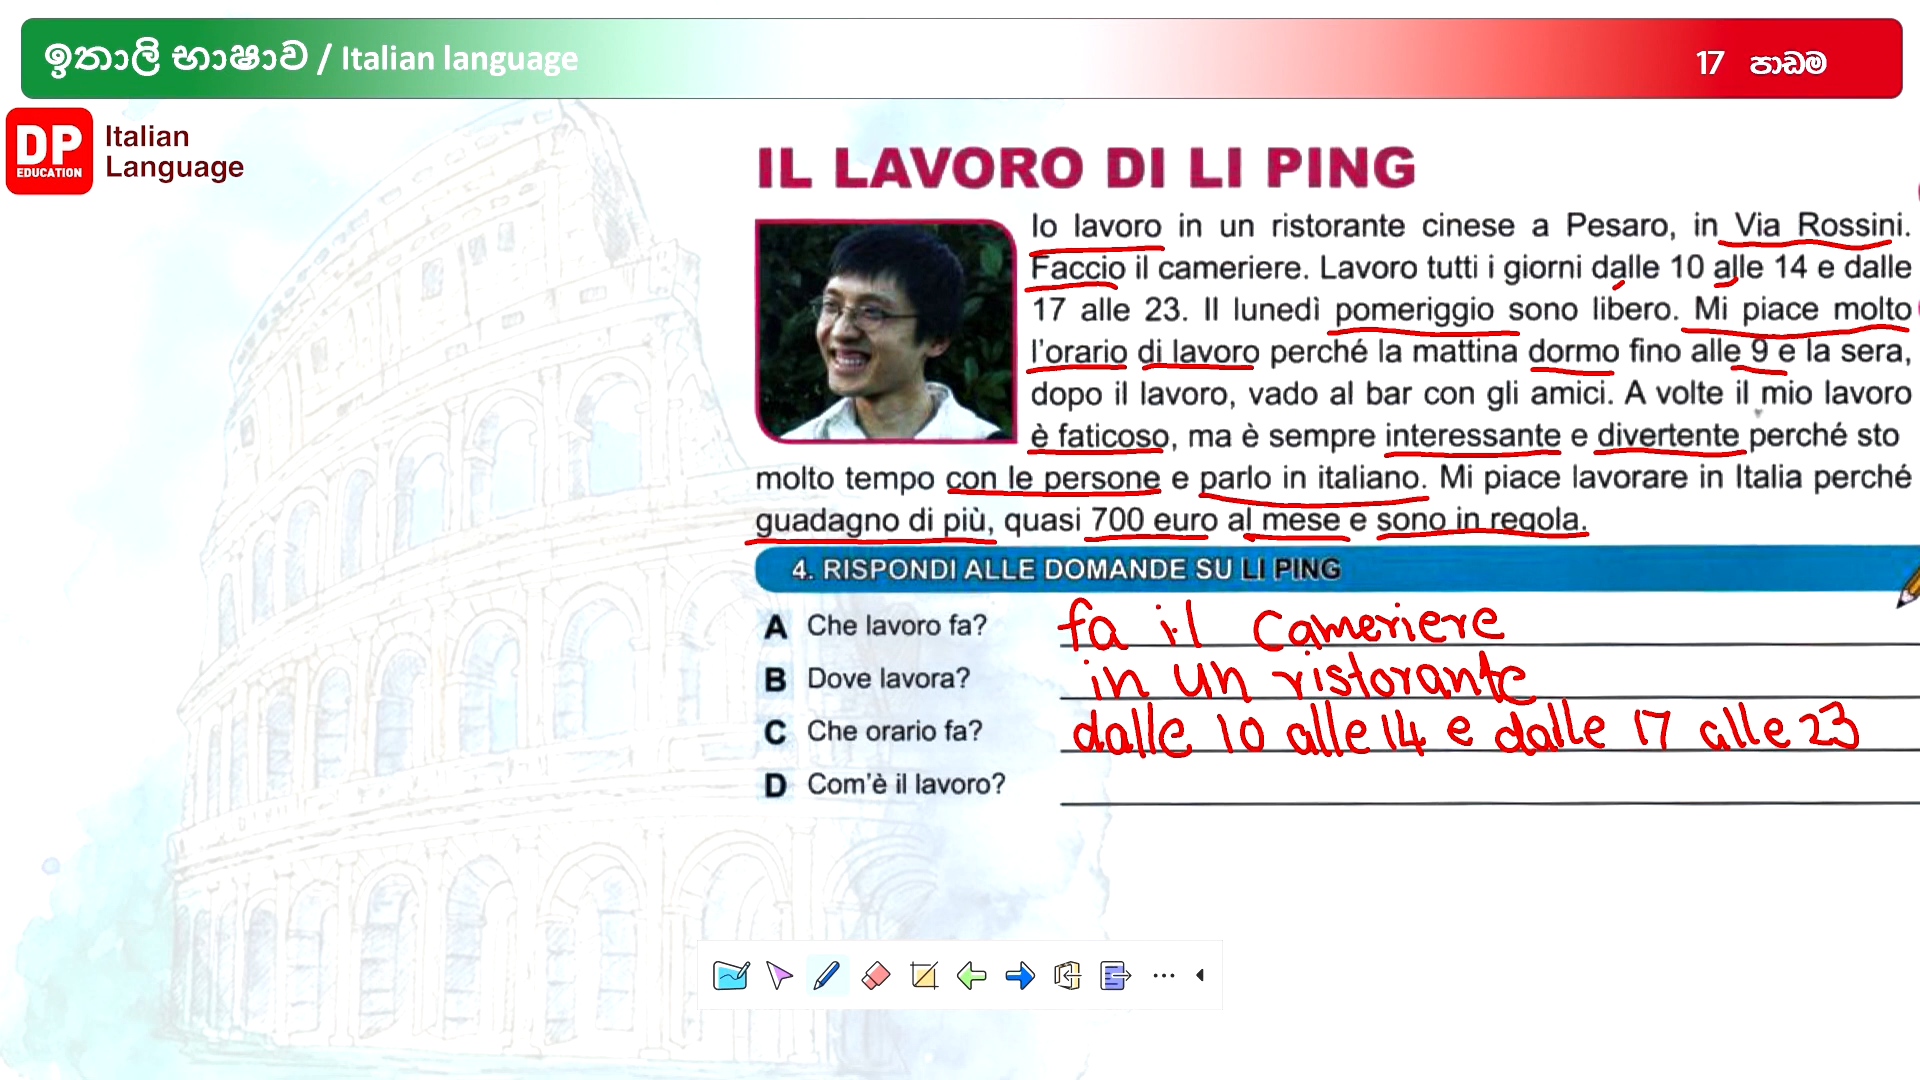 ඉතාලි භාෂාව / Italian language
17 පාඩම
DP EDUCATION
Italian Language
IL LAVORO DI LI PING
Io lavoro in un ristorante cinese a Pesaro, in Via Rossini.
Faccio il cameriere. Lavoro tutti i giorni dalle 10 alle 14 e dalle
17 alle 23. Il lunedì pomeriggio sono libero. Mi piace molto
l'orario di lavoro perché la mattina dormo fino alle 9 e la sera,
dopo il lavoro, vado al bar con gli amici. A volte il mio lavoro
è faticoso, ma è sempre interessante e divertente perché sto
molto tempo con le persone e parlo in italiano. Mi piace lavorare in Italia perché
guadagno di più, quasi 700 euro al mese e sono in regola.
4. RISPONDI ALLE DOMANDE SU LI PING
A Che lavoro fa? fa il cameriere
B Dove lavora? in un ristorante
C Che orario fa? dalle 10 alle 14 e dalle 17 alle 23
D Com'è il lavoro?